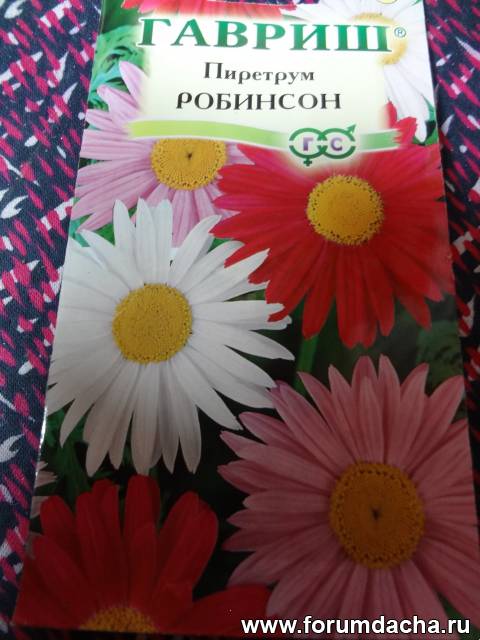 ГАВРИШ®
Пиретрум
РОБИНСОН
Г С
www.forumdacha.ru